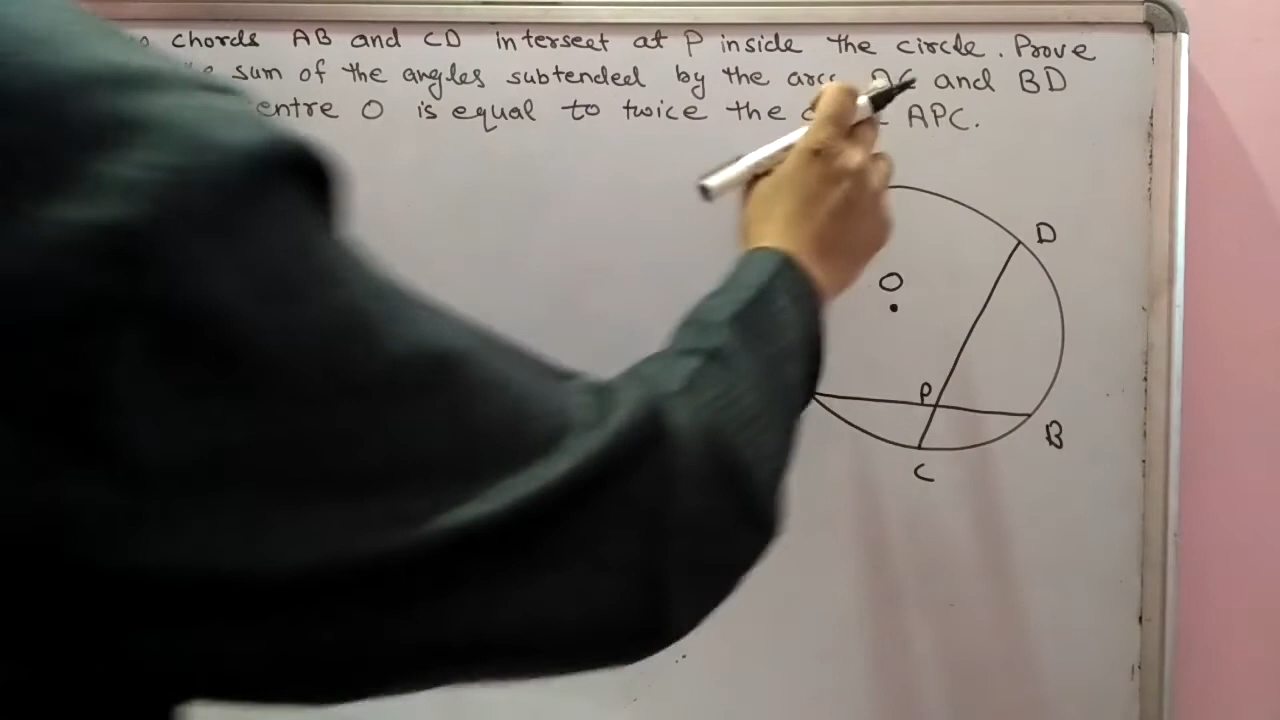 chords AB and CD intersect at P inside the circle. Prove
sum of the angles subtended by the arcs AC and BD
entre O is equal to twice the APC.
D
O
P
B
C